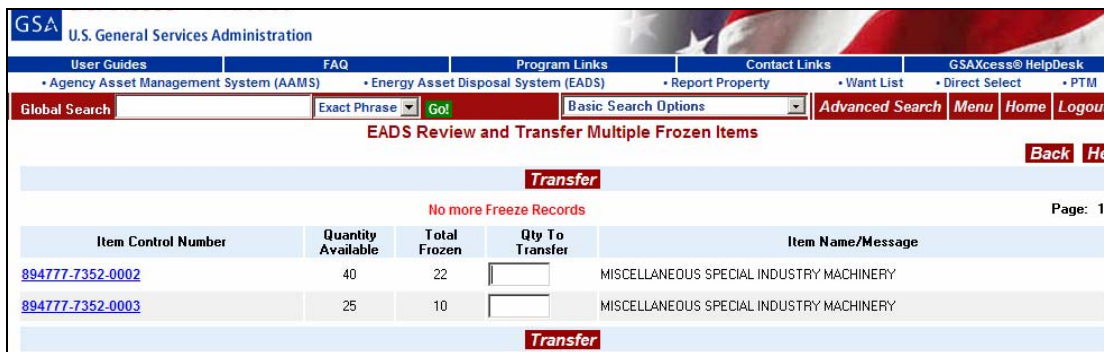 GSA U.S. General Services Administration
User Guides FAQ Program Links Contact Links GSAXcess® HelpDesk
• Agency Asset Management System (AAMS) • Energy Asset Disposal System (EADS) • Report Property • Want List • Direct Select • PTM
Global Search Exact Phrase Go! Basic Search Options Advanced Search Menu Home Logou
EADS Review and Transfer Multiple Frozen Items
Back He
Transfer
No more Freeze Records Page: 1
Item Control Number Quantity Available Total Frozen Qty To Transfer Item Name/Message
894777-7352-0002 40 22 MISCELLANEOUS SPECIAL INDUSTRY MACHINERY
894777-7352-0003 25 10 MISCELLANEOUS SPECIAL INDUSTRY MACHINERY
Transfer